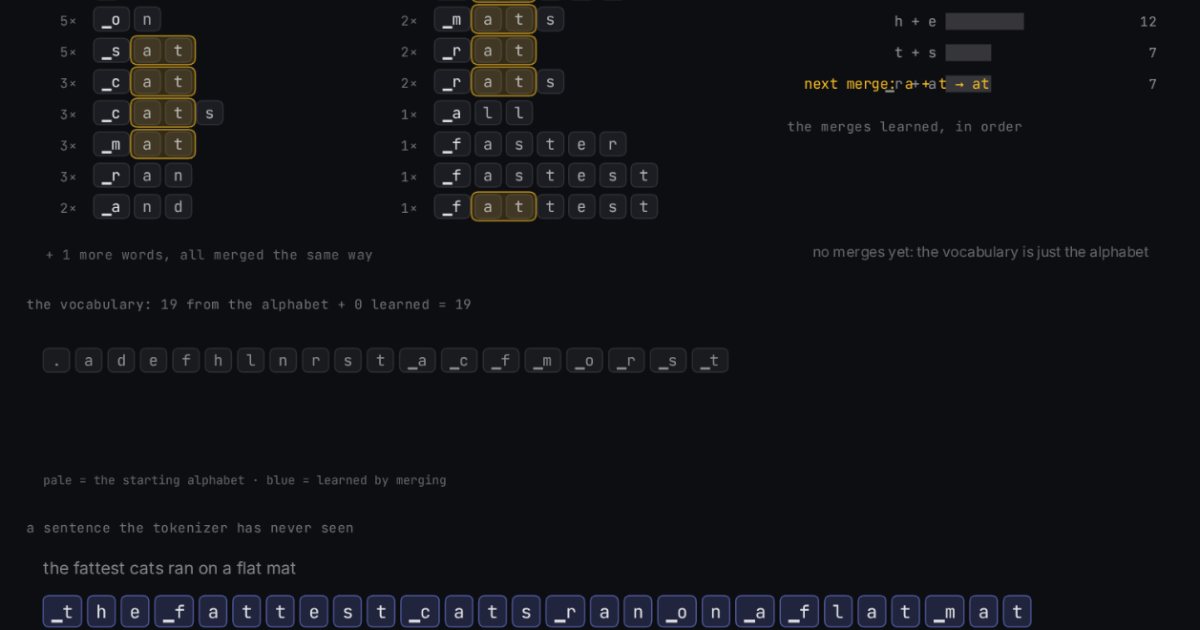 5× _o n 2× _m a t s h + e 12
5× _s a t 2× _r a t t + s 7
3× _c a t 2× _r a t s next merge: a + t → at _r + a 7
3× _c a t s 1× _a l l the merges learned, in order
3× _m a t 1× _f a s t e r
3× _r a n 1× _f a s t e s t
2× _a n d 1× _f a t t e s t
+ 1 more words, all merged the same way no merges yet: the vocabulary is just the alphabet
the vocabulary: 19 from the alphabet + 0 learned = 19
. a d e f h l n r s t _a _c _f _m _o _r _s _t
pale = the starting alphabet · blue = learned by merging
a sentence the tokenizer has never seen
the fattest cats ran on a flat mat
_t h e _f a t t e s t _c a t s _r a n _o n _a _f l a t _m a t